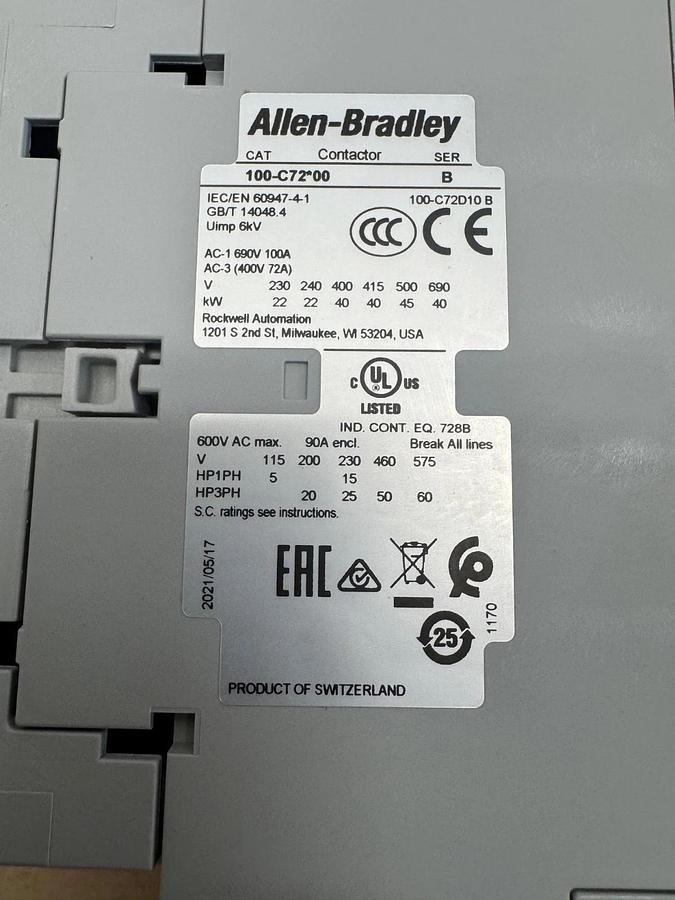 Allen-Bradley
CAT Contactor SER
100-C72*00 B
IEC/EN 60947-4-1 100-C72D10 B
GB/T 14048.4
Uimp 6kV
CCC CE
AC-1 690V 100A
AC-3 (400V 72A)
V 230 240 400 415 500 690
kW 22 22 40 40 45 40
Rockwell Automation
1201 S 2nd St, Milwaukee, WI 53204, USA
C UL US
LISTED
IND. CONT. EQ. 728B
600V AC max. 90A encl. Break All lines
V 115 200 230 460 575
HP1PH 5 15
HP3PH 20 25 50 60
S.C. ratings see instructions.
2021/05/17
EAC
25
1170
PRODUCT OF SWITZERLAND